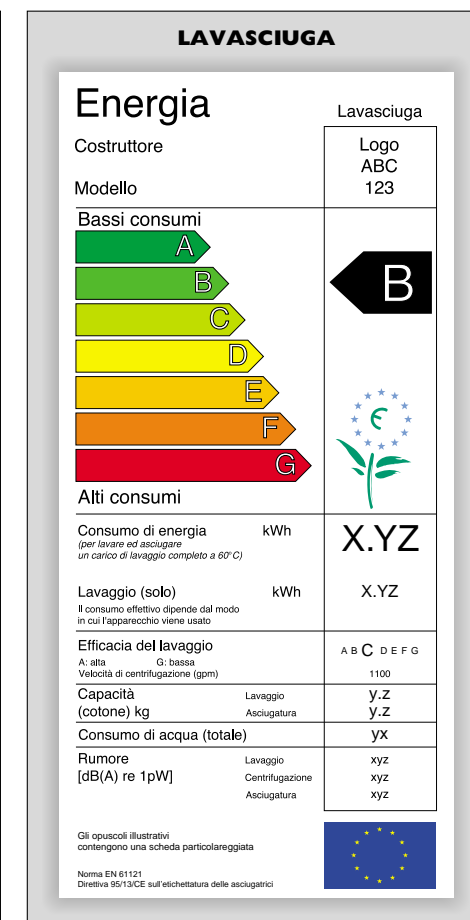 LAVASCIUGA
Energia
Lavasciuga
Costruttore
Logo
ABC
Modello
123
Bassi consumi
A
B
B
C
D
E
F
G
Alti consumi
Consumo di energia kWh X.YZ
(per lavare ed asciugare
un carico di lavaggio completo a 60°C)
Lavaggio (solo) kWh X.YZ
Il consumo effettivo dipende dal modo
in cui l'apparecchio viene usato
Efficacia del lavaggio A B C D E F G
A: alta G: bassa
Velocità di centrifugazione (gpm) 1100
Capacità Lavaggio y.z
(cotone) kg Asciugatura y.z
Consumo di acqua (totale) yx
Rumore Lavaggio xyz
[dB(A) re 1pW] Centrifugazione xyz
Asciugatura xyz
Gli opuscoli illustrativi
contengono una scheda particolareggiata
Norma EN 61121
Direttiva 95/13/CE sull'etichettatura delle asciugatrici